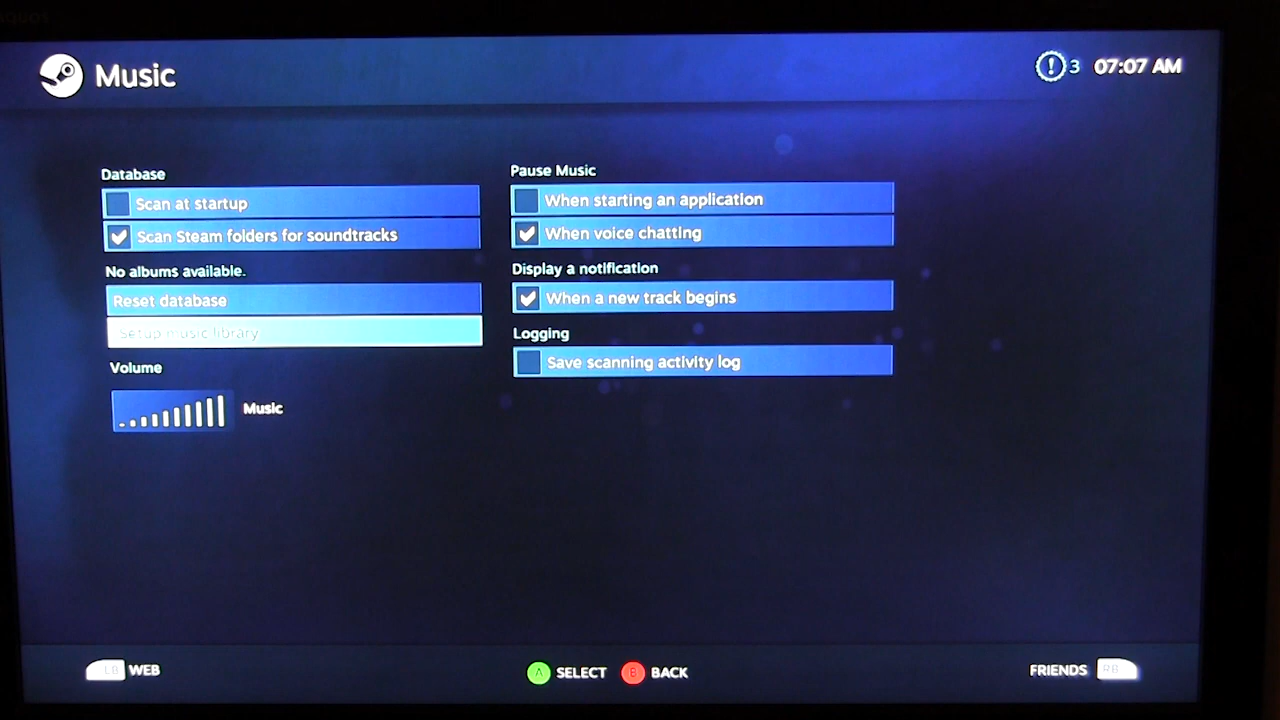 Music
3 07:07 AM
Database
Scan at startup
Scan Steam folders for soundtracks
No albums available.
Reset database
Setup music library
Volume
Music
Pause Music
When starting an application
When voice chatting
Display a notification
When a new track begins
Logging
Save scanning activity log
LB WEB
A SELECT B BACK
FRIENDS RB